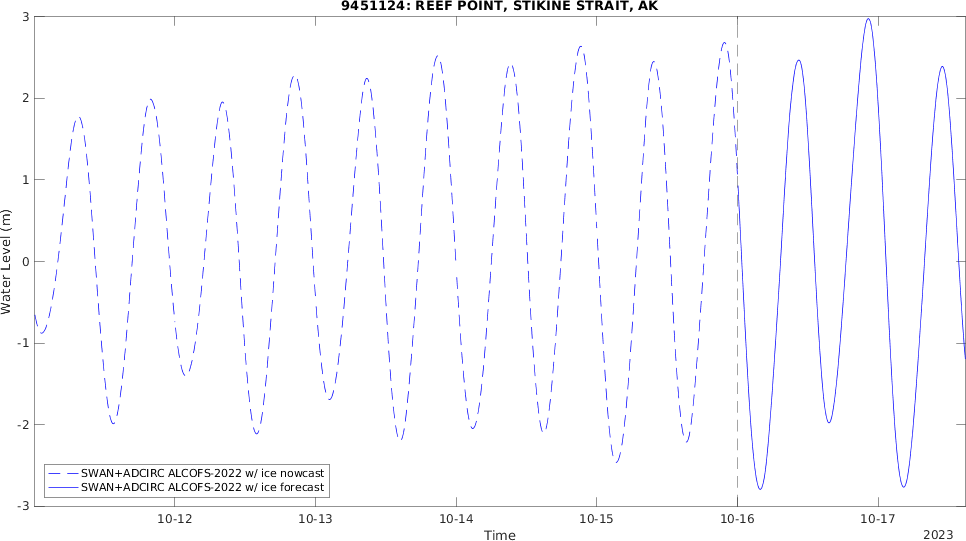 9451124: REEF POINT, STIKINE STRAIT, AK
Water Level (m)
3
2
1
0
-1
-2
-3
SWAN+ADCIRC ALCOFS-2022 w/ ice nowcast
SWAN+ADCIRC ALCOFS-2022 w/ ice forecast
10-12
10-13
10-14
10-15
10-16
10-17
Time
2023